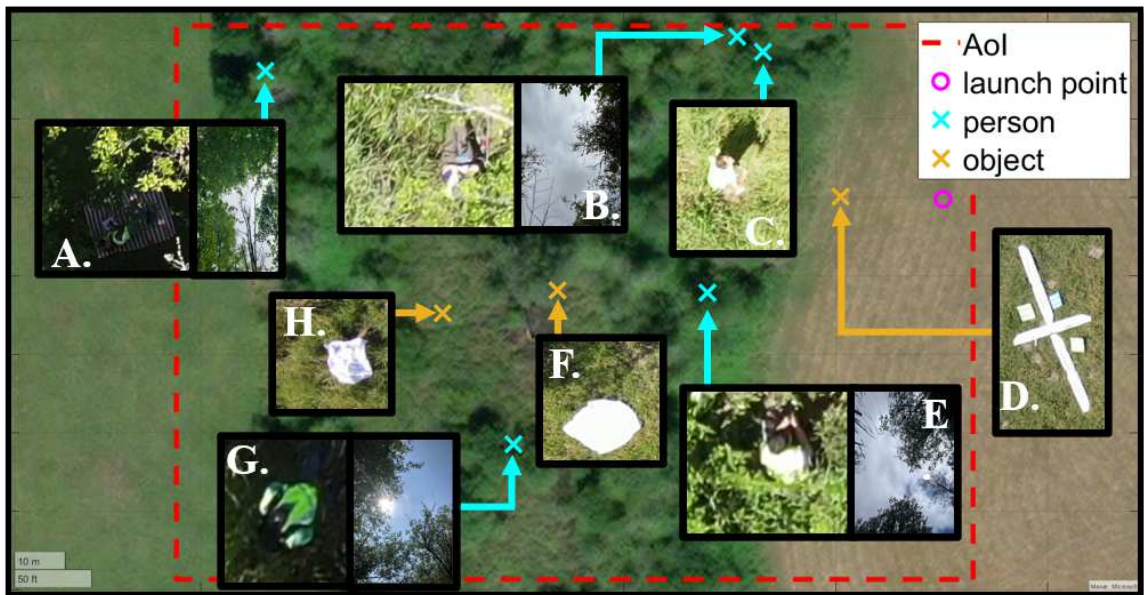 AoI
launch point
person
object
A.
B.
C.
D.
E
F.
G.
H.
10 m
50 ft